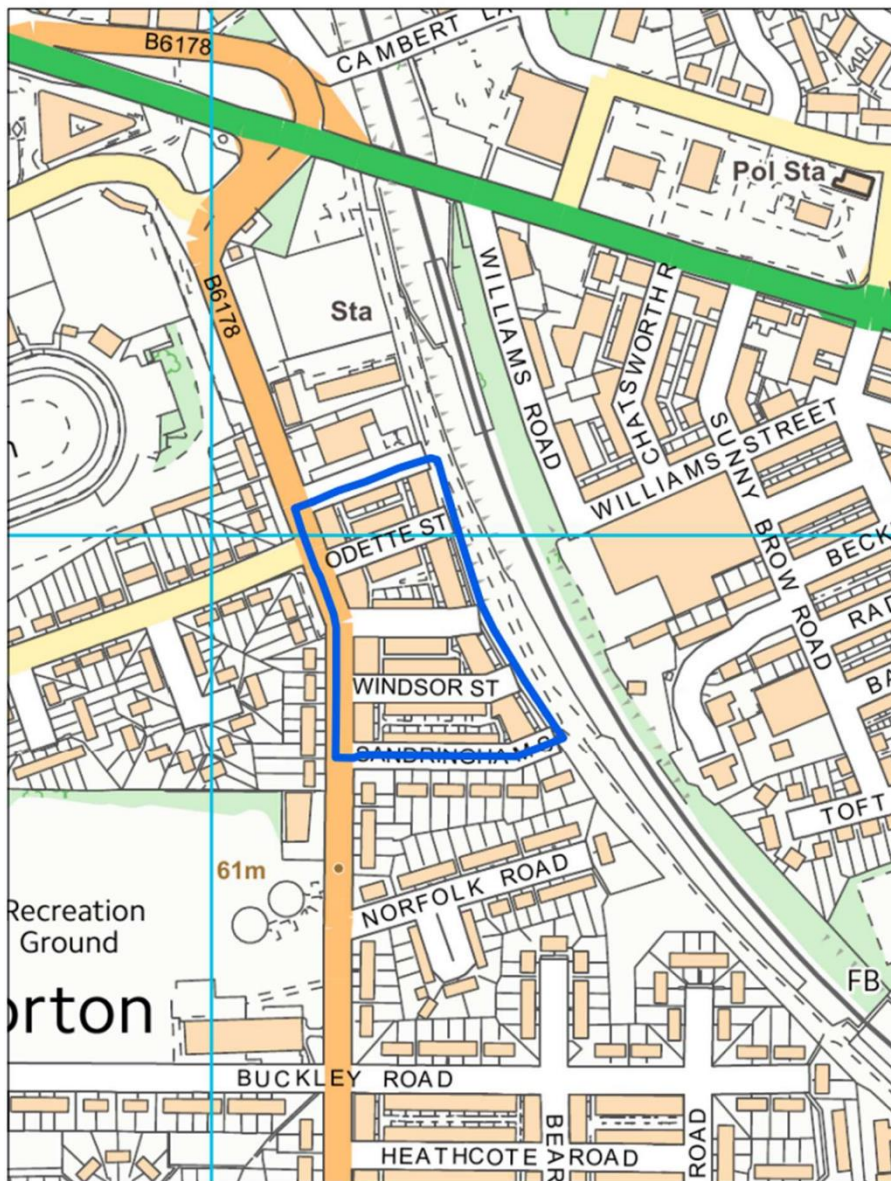 B6178
CAMBERT LA
Pol Sta
B6178
Sta
WILLIAMS ROAD
CHATSWORTH R
SUNNY BROW ROAD
WILLIAMS STREET
ODETTE ST
BECK
RAD
BA
WINDSOR ST
SANDRINGHAM S
TOFT
61m
NORFOLK ROAD
Recreation
Ground
FB
orton
BUCKLEY ROAD
HEATHCOTE ROAD
BEAR
ROAD